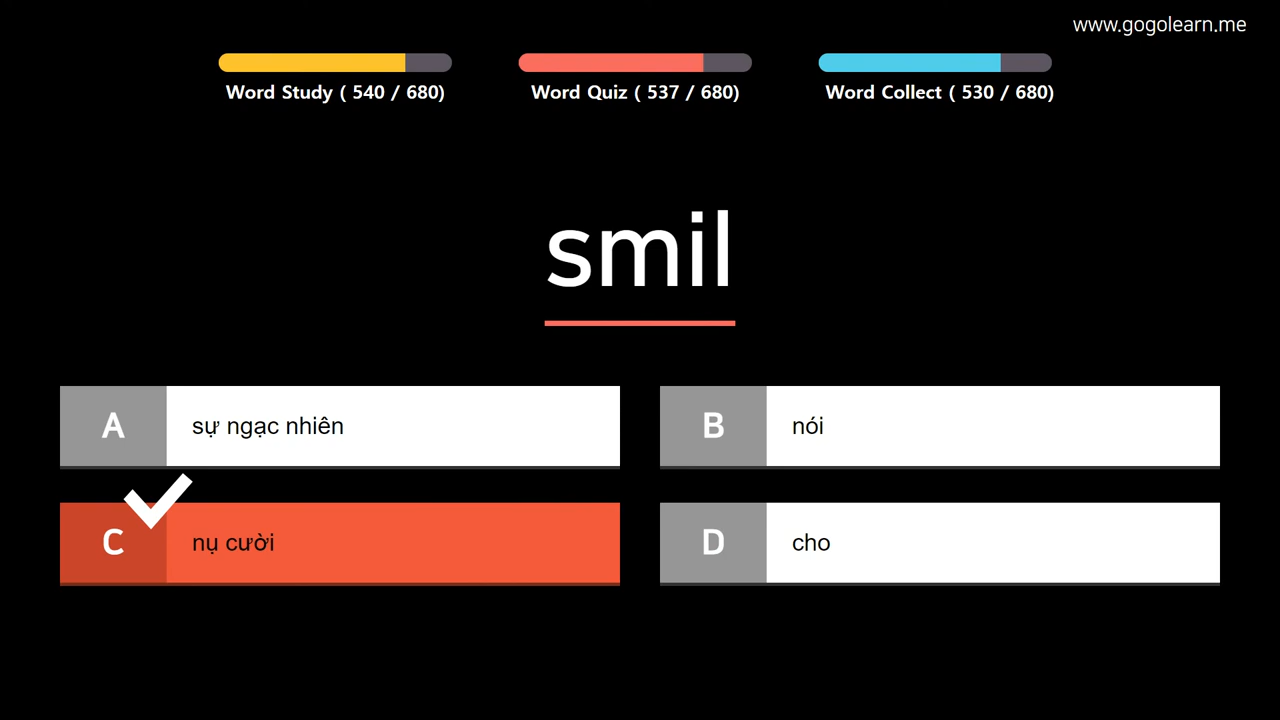 www.gogolearn.me
Word Study ( 540 / 680)
Word Quiz ( 537 / 680)
Word Collect ( 530 / 680)
smil
A
sự ngạc nhiên
B
nói
C
nụ cười
D
cho